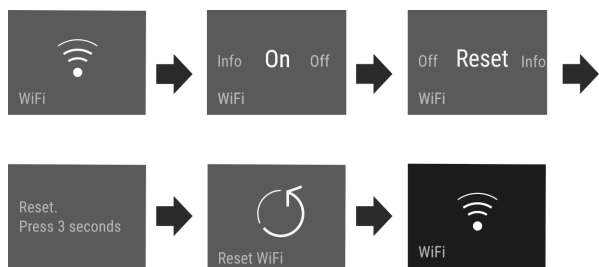 WiFi
Info On Off
WiFi
Off Reset Info
WiFi
Reset.
Press 3 seconds
Reset WiFi
WiFi